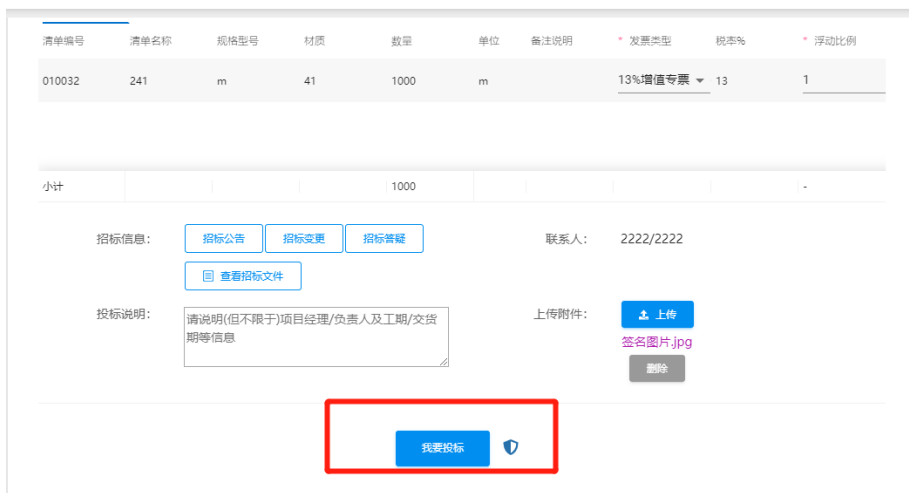 清单编号 清单名称 规格型号 材质 数量 单位 备注说明 * 发票类型 税率% * 浮动比例
010032 241 m 41 1000 m 13%增值专票 13 1
小计 1000 -
招标信息： 招标公告 招标变更 招标答疑 联系人： 2222/2222
查看招标文件
投标说明： 请说明(但不限于)项目经理/负责人及工期/交货 上传附件： 上传
期等信息 签名图片.jpg
删除
我要投标